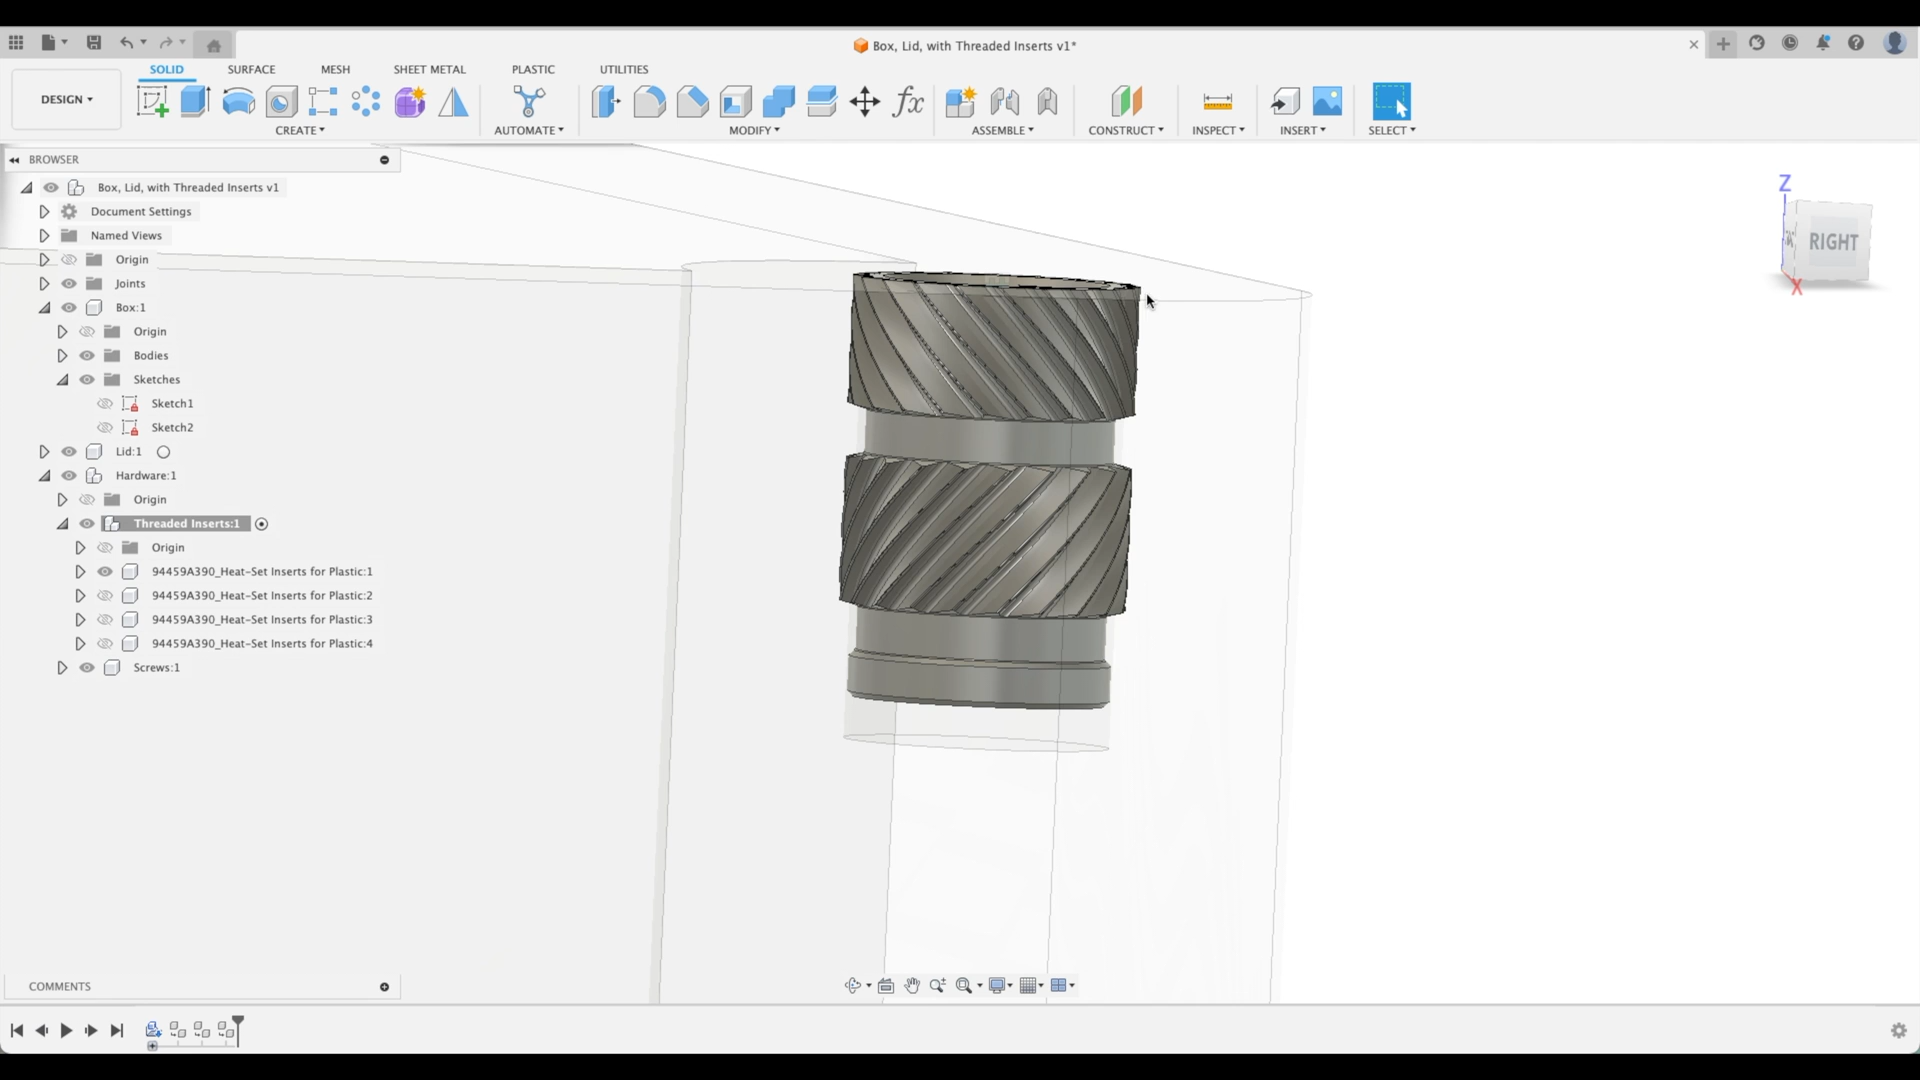 Box, Lid, with Threaded Inserts v1*
SOLID
SURFACE
MESH
SHEET METAL
PLASTIC
UTILITIES
DESIGN
CREATE
AUTOMATE
MODIFY
ASSEMBLE
CONSTRUCT
INSPECT
INSERT
SELECT
BROWSER
Box, Lid, with Threaded Inserts v1
Document Settings
Named Views
Origin
Joints
Box:1
Origin
Bodies
Sketches
Sketch1
Sketch2
Lid:1
Hardware:1
Origin
Threaded Inserts:1
Origin
94459A390_Heat-Set Inserts for Plastic:1
94459A390_Heat-Set Inserts for Plastic:2
94459A390_Heat-Set Inserts for Plastic:3
94459A390_Heat-Set Inserts for Plastic:4
Screws:1
Z
RIGHT
X
COMMENTS